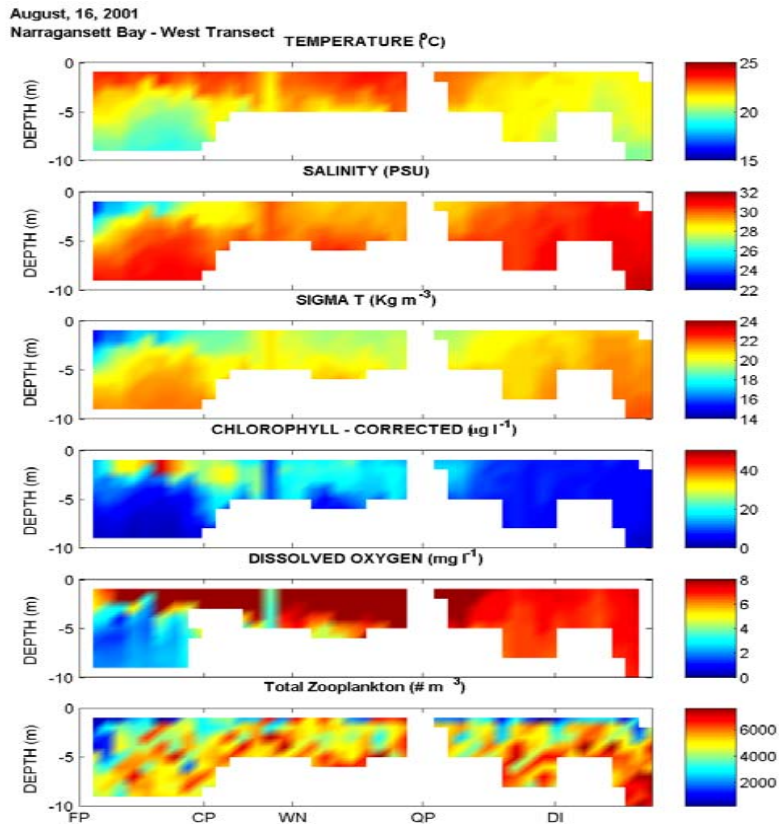 August, 16, 2001
Narragansett Bay - West Transect
TEMPERATURE (ºC)
DEPTH (m)
0
-5
-10
25
20
15
SALINITY (PSU)
DEPTH (m)
0
-5
-10
32
30
28
26
24
22
SIGMA T (Kg m⁻³)
DEPTH (m)
0
-5
-10
24
22
20
18
16
14
CHLOROPHYLL - CORRECTED (µg l⁻¹)
DEPTH (m)
0
-5
-10
40
20
0
DISSOLVED OXYGEN (mg l⁻¹)
DEPTH (m)
0
-5
-10
8
6
4
2
0
Total Zooplankton (# m⁻³)
DEPTH (m)
0
-5
-10
6000
4000
2000
FP CP WN QP DI